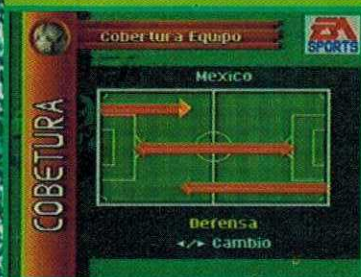 Cobertura Equipo
EA
SPORTS
Mexico
COBETURA
Defensa
Cambio